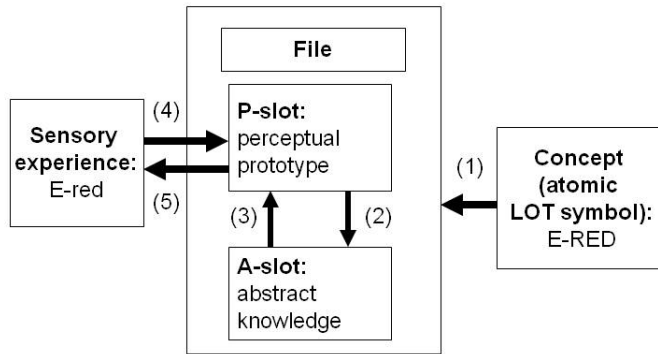 File
Sensory
experience:
E-red
(4)
(5)
P-slot:
perceptual
prototype
(3)
(2)
A-slot:
abstract
knowledge
(1)
Concept
(atomic
LOT symbol):
E-RED